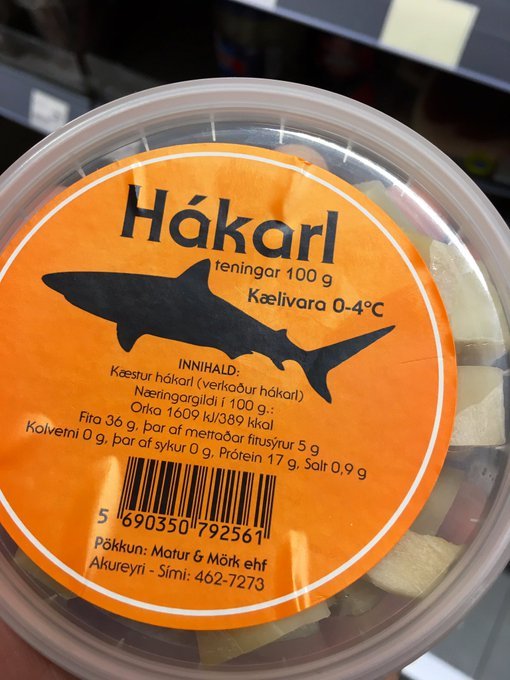 Hákarl
teningar 100 g
Kælivara 0-4°C
INNIHALD:
Kæstur hákarl (verkaður hákarl)
Næringargildi í 100 g.:
Orka 1609 kJ/389 kkal
Fita 36 g, þar af mettaðar fitusýrur 5 g
Kolvetni 0 g, þar af sykur 0 g, Prótein 17 g, Salt 0,9 g
5 690350 792561
Pökkun: Matur & Mörk ehf
Akureyri - Sími: 462-7273